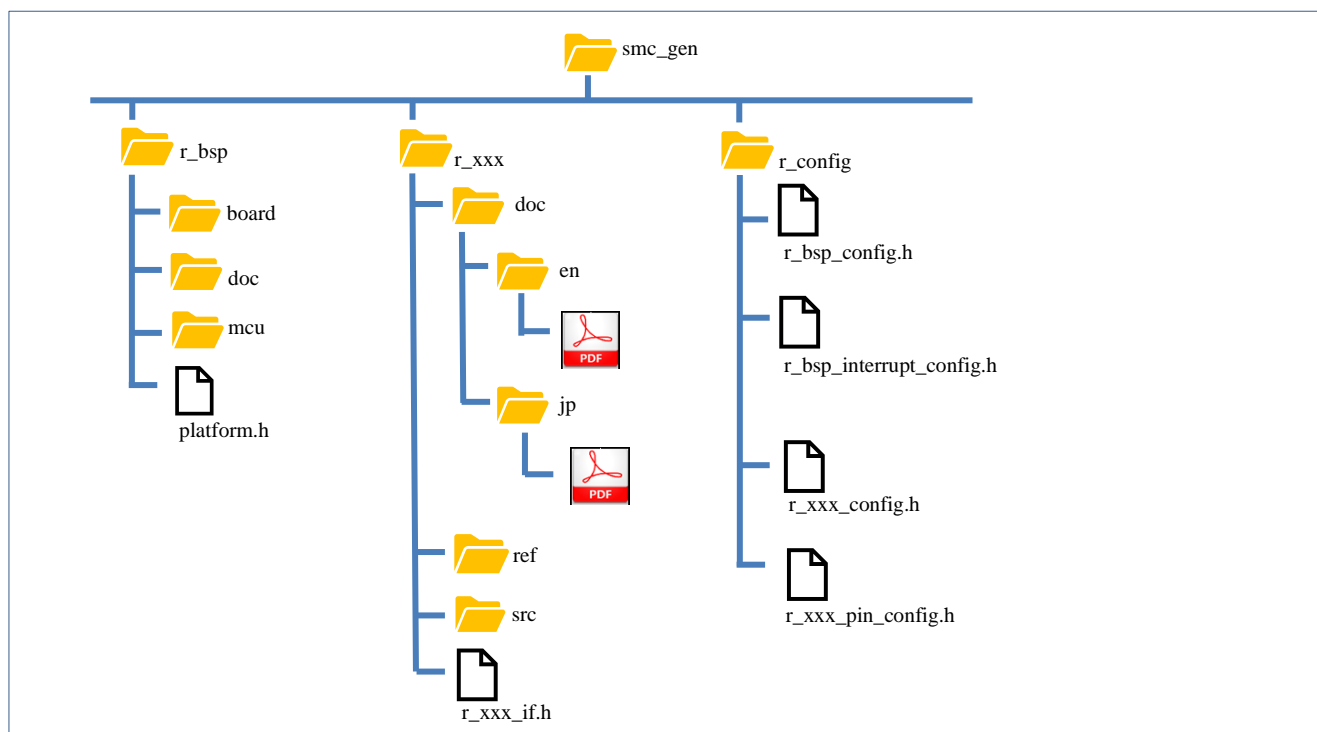 smc_gen
r_bsp
board
doc
mcu
platform.h
r_xxx
doc
en
PDF
jp
PDF
ref
src
r_xxx_if.h
r_config
r_bsp_config.h
r_bsp_interrupt_config.h
r_xxx_config.h
r_xxx_pin_config.h